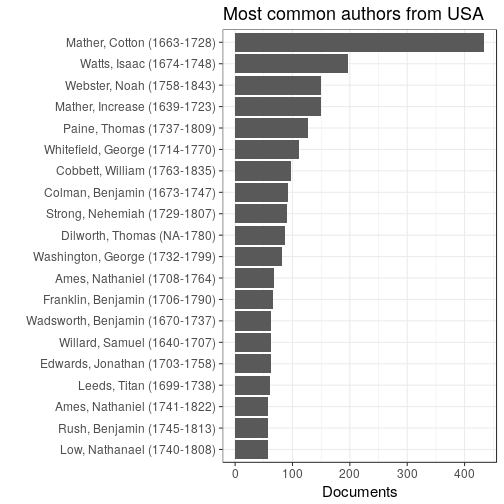 Most common authors from USA
Mather, Cotton (1663-1728)
Watts, Isaac (1674-1748)
Webster, Noah (1758-1843)
Mather, Increase (1639-1723)
Paine, Thomas (1737-1809)
Whitefield, George (1714-1770)
Cobbett, William (1763-1835)
Colman, Benjamin (1673-1747)
Strong, Nehemiah (1729-1807)
Dilworth, Thomas (NA-1780)
Washington, George (1732-1799)
Ames, Nathaniel (1708-1764)
Franklin, Benjamin (1706-1790)
Wadsworth, Benjamin (1670-1737)
Willard, Samuel (1640-1707)
Edwards, Jonathan (1703-1758)
Leeds, Titan (1699-1738)
Ames, Nathaniel (1741-1822)
Rush, Benjamin (1745-1813)
Low, Nathanael (1740-1808)
0 100 200 300 400
Documents